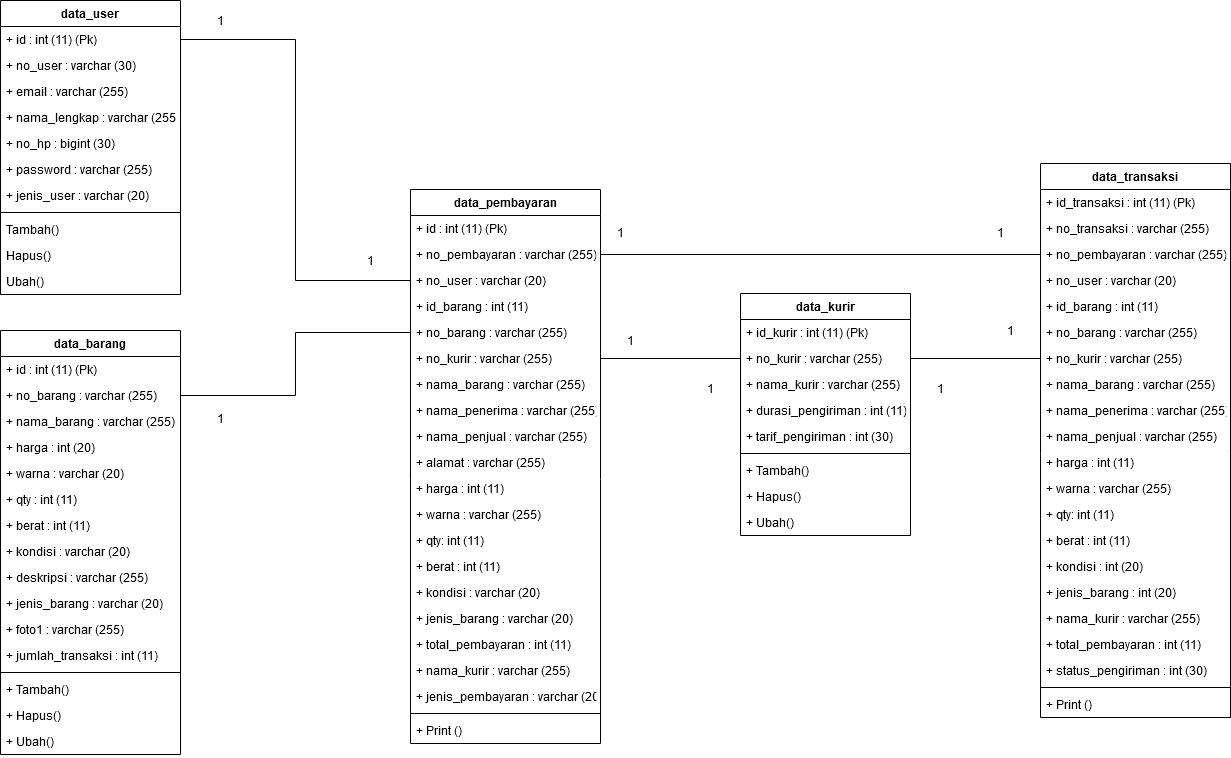 data_user
+ id : int (11) (Pk)
+ no_user : varchar (30)
+ email : varchar (255)
+ nama_lengkap : varchar (255
+ no_hp : bigint (30)
+ password : varchar (255)
+ jenis_user : varchar (20)
Tambah()
Hapus()
Ubah()
1
1
data_barang
+ id : int (11) (Pk)
+ no_barang : varchar (255)
+ nama_barang : varchar (255)
+ harga : int (20)
+ warna : varchar (20)
+ qty : int (11)
+ berat : int (11)
+ kondisi : varchar (20)
+ deskripsi : varchar (255)
+ jenis_barang : varchar (20)
+ foto1 : varchar (255)
+ jumlah_transaksi : int (11)
+ Tambah()
+ Hapus()
+ Ubah()
1
data_pembayaran
+ id : int (11) (Pk)
+ no_pembayaran : varchar (255)
+ no_user : varchar (20)
+ id_barang : int (11)
+ no_barang : varchar (255)
+ no_kurir : varchar (255)
+ nama_barang : varchar (255)
+ nama_penerima : varchar (255)
+ nama_penjual : varchar (255)
+ alamat : varchar (255)
+ harga : int (11)
+ warna : varchar (255)
+ qty: int (11)
+ berat : int (11)
+ kondisi : varchar (20)
+ jenis_barang : varchar (20)
+ total_pembayaran : int (11)
+ nama_kurir : varchar (255)
+ jenis_pembayaran : varchar (20
+ Print ()
1
1
1
1
data_kurir
+ id_kurir : int (11) (Pk)
+ no_kurir : varchar (255)
+ nama_kurir : varchar (255)
+ durasi_pengiriman : int (11)
+ tarif_pengiriman : int (30)
+ Tambah()
+ Hapus()
+ Ubah()
1
1
data_transaksi
+ id_transaksi : int (11) (Pk)
+ no_transaksi : varchar (255)
+ no_pembayaran : varchar (255)
+ no_user : varchar (20)
+ id_barang : int (11)
+ no_barang : varchar (255)
+ no_kurir : varchar (255)
+ nama_barang : varchar (255)
+ nama_penerima : varchar (255
+ nama_penjual : varchar (255)
+ harga : int (11)
+ warna : varchar (255)
+ qty: int (11)
+ berat : int (11)
+ kondisi : int (20)
+ jenis_barang : int (20)
+ nama_kurir : varchar (255)
+ total_pembayaran : int (11)
+ status_pengiriman : int (30)
+ Print ()